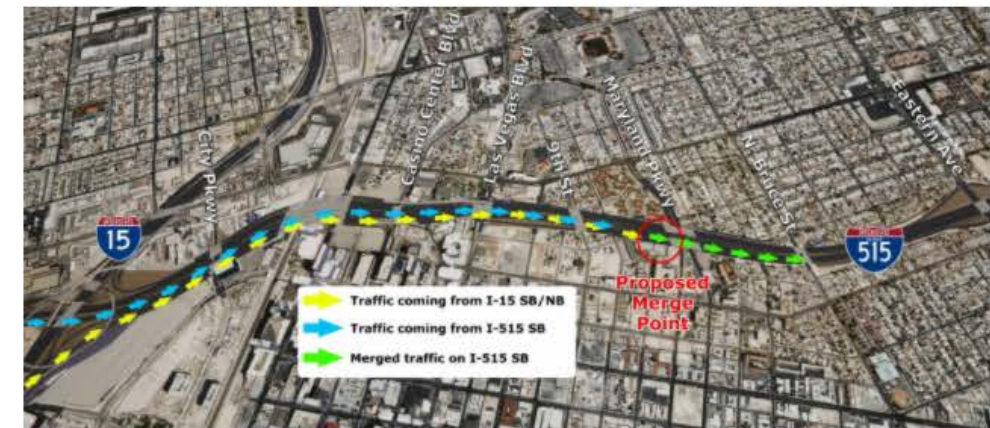 City Pkwy
Casino Center Blvd
Las Vegas Blvd
9th St
Maryland Pkwy
N. Bruce St
Eastern Ave
15
515
Proposed
Merge
Point
Traffic coming from I-15 SB/NB
Traffic coming from I-515 SB
Merged traffic on I-515 SB